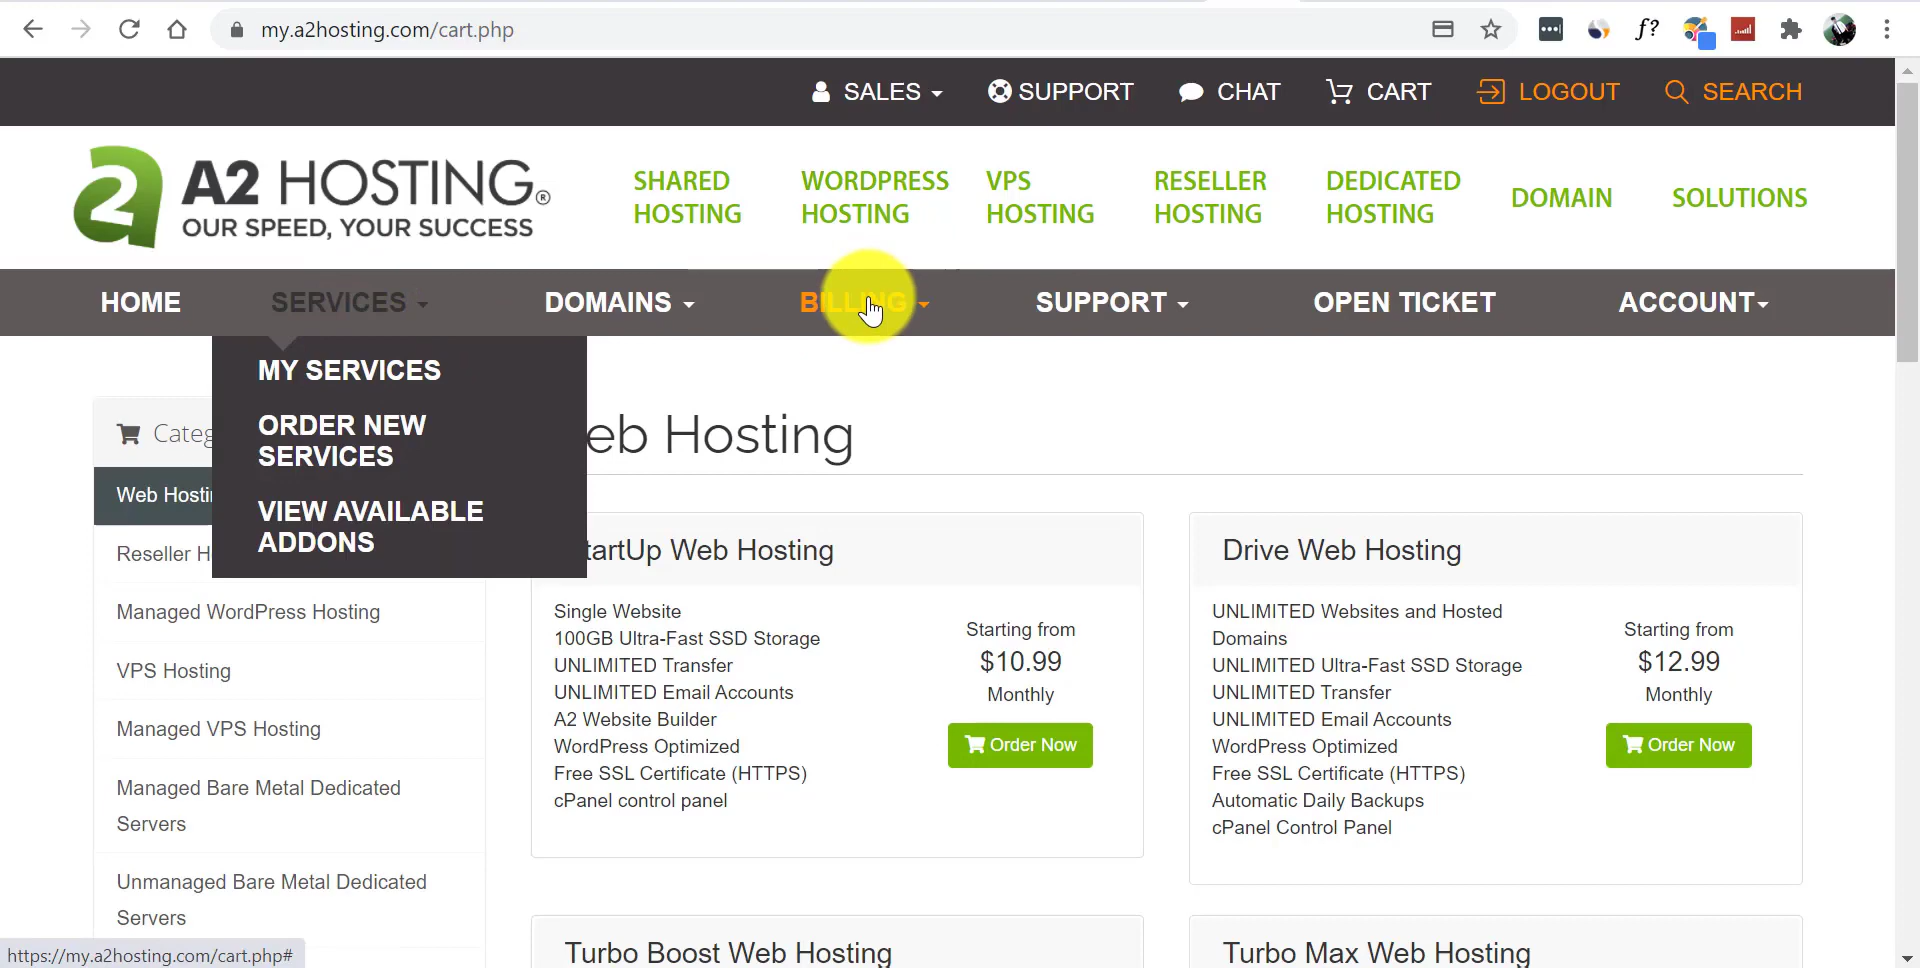 my.a2hosting.com/cart.php
f?
SALES
SUPPORT
CHAT
CART
LOGOUT
SEARCH
A2 HOSTING®
OUR SPEED, YOUR SUCCESS
SHARED
HOSTING
WORDPRESS
HOSTING
VPS
HOSTING
RESELLER
HOSTING
DEDICATED
HOSTING
DOMAIN
SOLUTIONS
HOME
SERVICES
DOMAINS
BILLING
SUPPORT
OPEN TICKET
ACCOUNT
MY SERVICES
ORDER NEW
SERVICES
VIEW AVAILABLE
ADDONS
Categ
Web Hosti
Reseller H
Managed WordPress Hosting
VPS Hosting
Managed VPS Hosting
Managed Bare Metal Dedicated
Servers
Unmanaged Bare Metal Dedicated
Servers
eb Hosting
tartUp Web Hosting
Single Website
100GB Ultra-Fast SSD Storage
UNLIMITED Transfer
UNLIMITED Email Accounts
A2 Website Builder
WordPress Optimized
Free SSL Certificate (HTTPS)
cPanel control panel
Starting from
$10.99
Monthly
Order Now
Drive Web Hosting
UNLIMITED Websites and Hosted
Domains
UNLIMITED Ultra-Fast SSD Storage
UNLIMITED Transfer
UNLIMITED Email Accounts
WordPress Optimized
Free SSL Certificate (HTTPS)
Automatic Daily Backups
cPanel Control Panel
Starting from
$12.99
Monthly
Order Now
Turbo Boost Web Hosting
Turbo Max Web Hosting
https://my.a2hosting.com/cart.php#